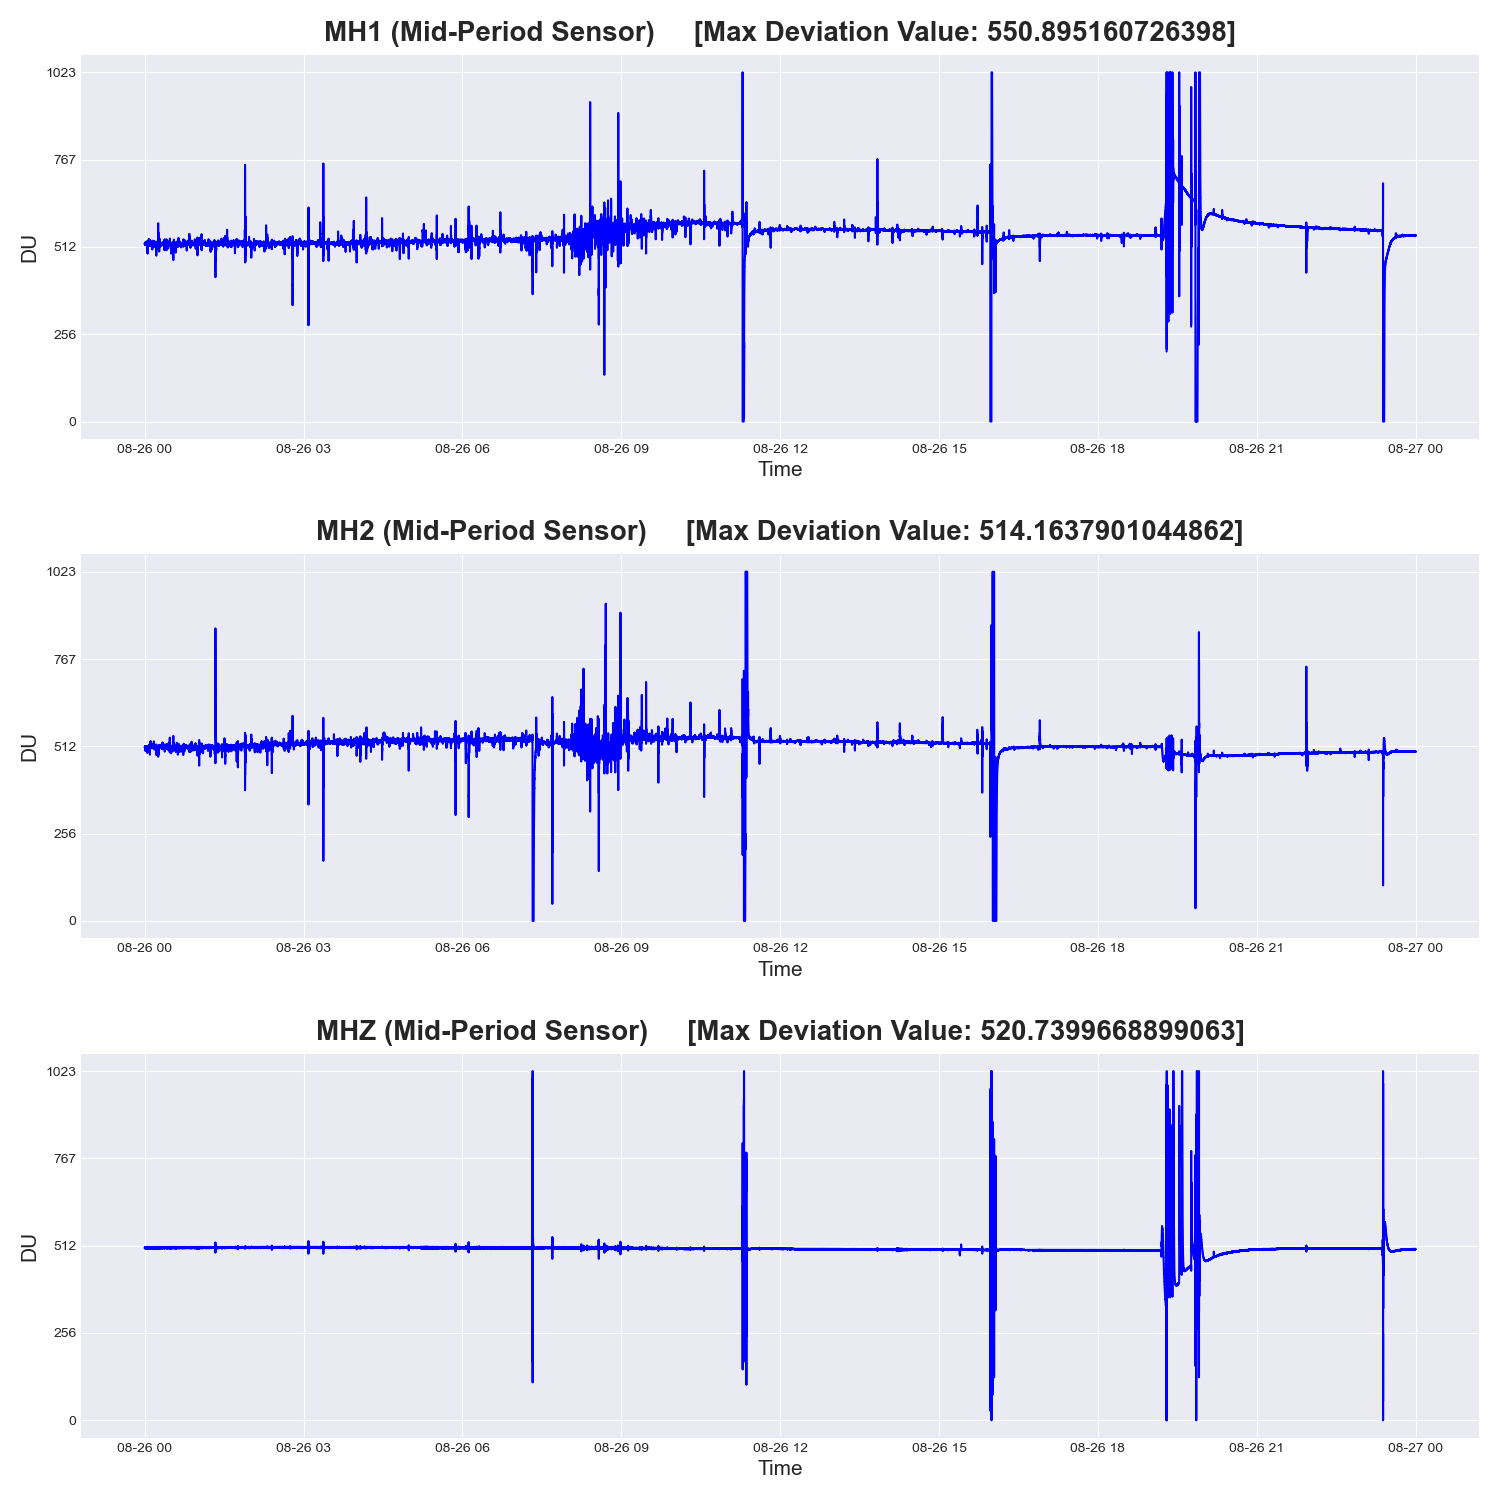 MH1 (Mid-Period Sensor) [Max Deviation Value: 550.895160726398]
1023
767
512
256
0
DU
08-26 00 08-26 03 08-26 06 08-26 09 08-26 12 08-26 15 08-26 18 08-26 21 08-27 00
Time
MH2 (Mid-Period Sensor) [Max Deviation Value: 514.1637901044862]
1023
767
512
256
0
DU
08-26 00 08-26 03 08-26 06 08-26 09 08-26 12 08-26 15 08-26 18 08-26 21 08-27 00
Time
MHZ (Mid-Period Sensor) [Max Deviation Value: 520.7399668899063]
1023
767
512
256
0
DU
08-26 00 08-26 03 08-26 06 08-26 09 08-26 12 08-26 15 08-26 18 08-26 21 08-27 00
Time